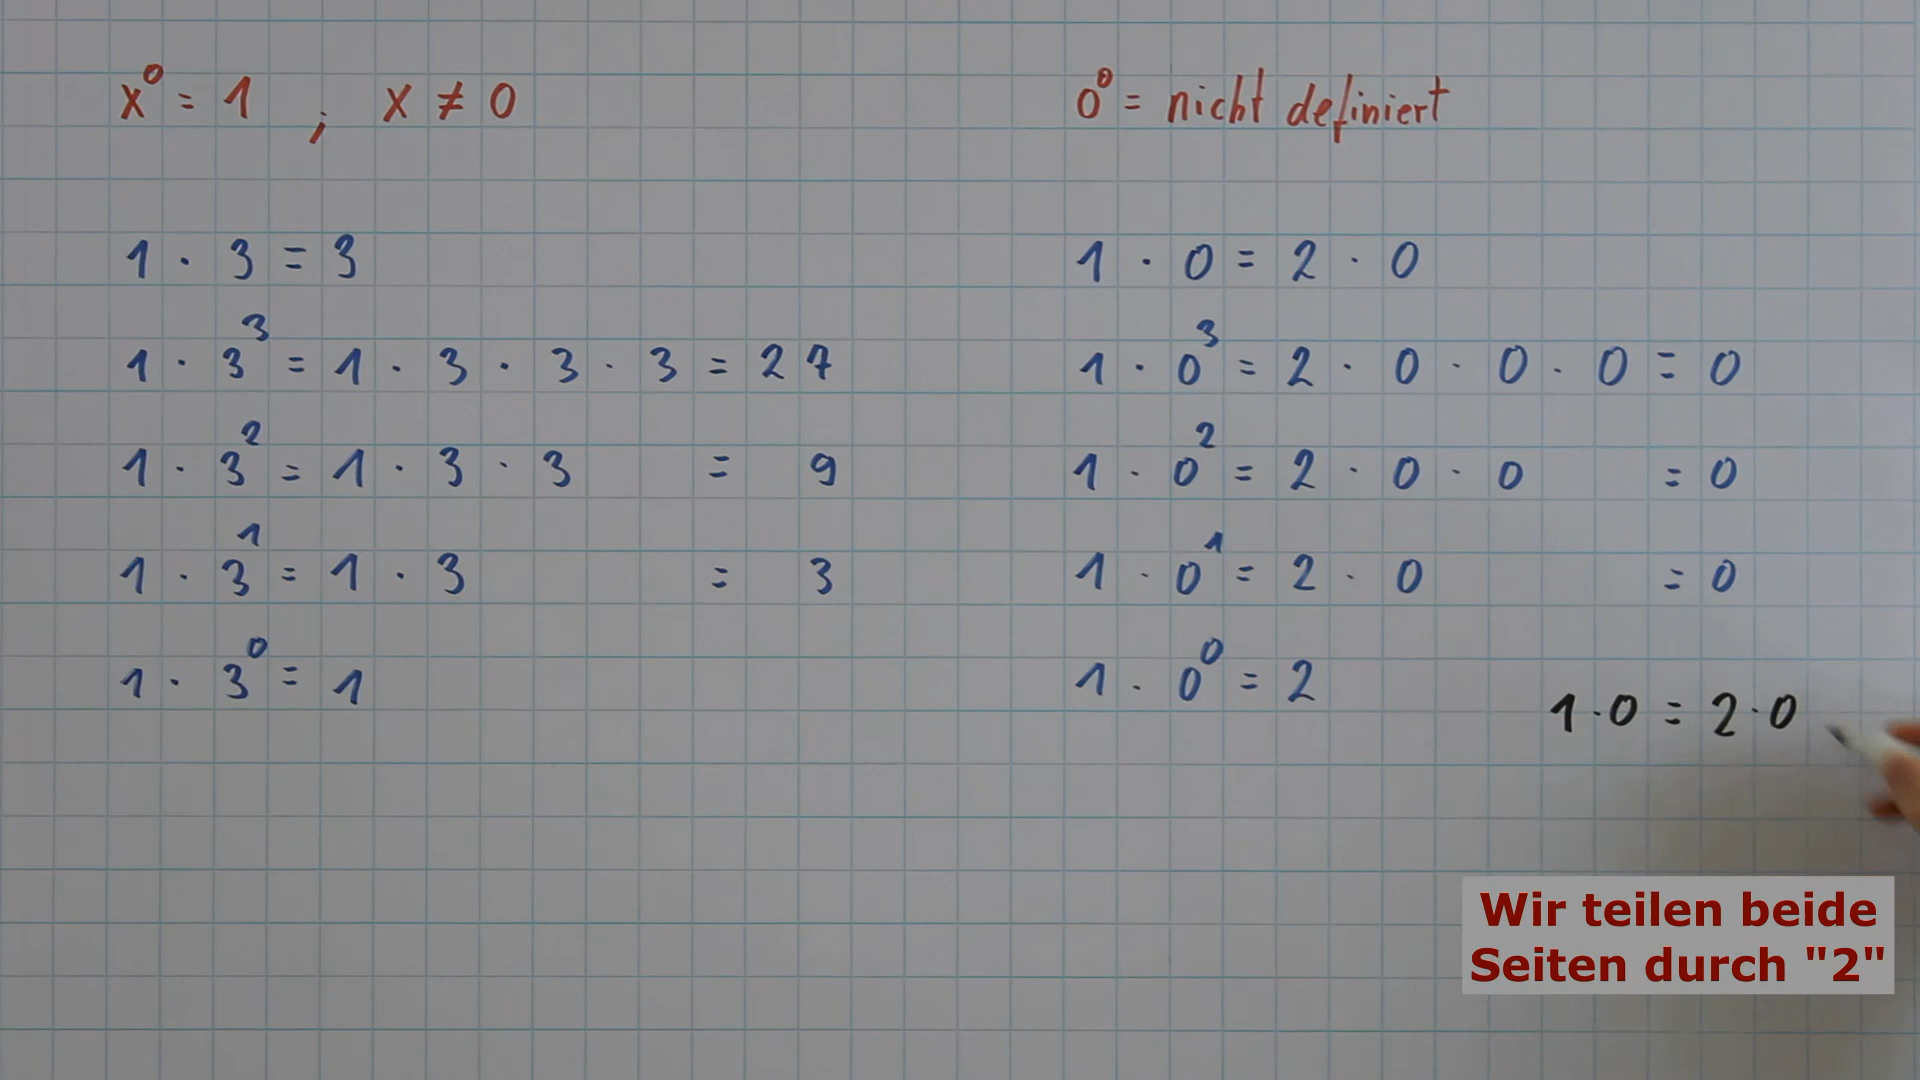 x⁰ = 1 ; x ≠ 0
0⁰ = nicht definiert
1 · 3 = 3
1 · 3³ = 1 · 3 · 3 · 3 = 27
1 · 3² = 1 · 3 · 3 = 9
1 · 3¹ = 1 · 3 = 3
1 · 3⁰ = 1
1 · 0 = 2 · 0
1 · 0³ = 2 · 0 · 0 · 0 = 0
1 · 0² = 2 · 0 · 0 = 0
1 · 0¹ = 2 · 0 = 0
1 · 0⁰ = 2
1 · 0 = 2 · 0
Wir teilen beide
Seiten durch "2"